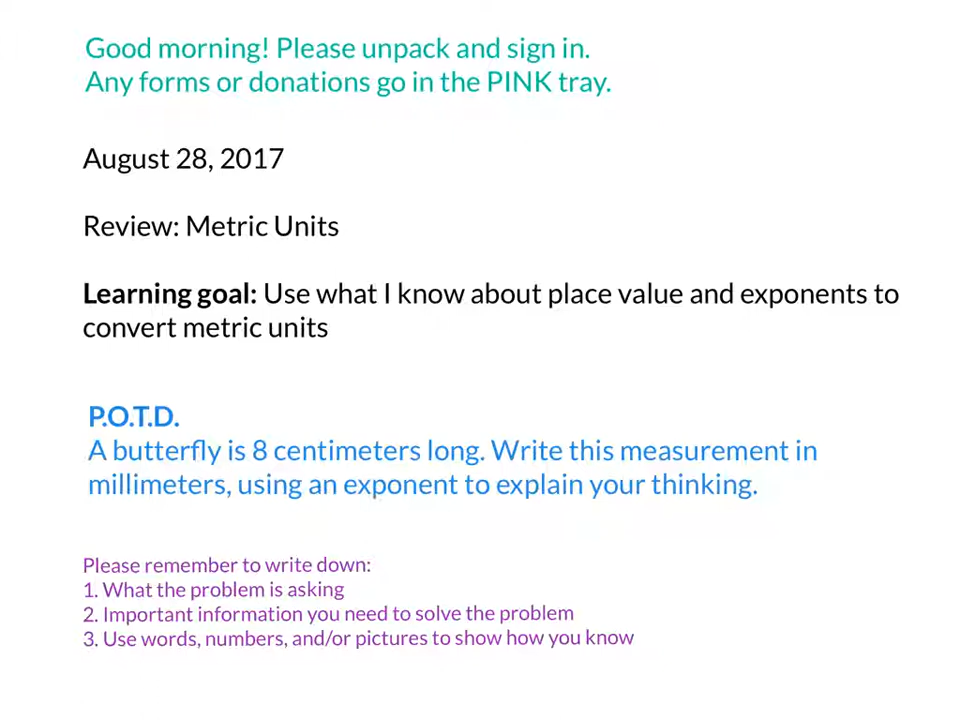 Good morning! Please unpack and sign in.
Any forms or donations go in the PINK tray.
August 28, 2017
Review: Metric Units
Learning goal: Use what I know about place value and exponents to
convert metric units
P.O.T.D.
A butterfly is 8 centimeters long. Write this measurement in
millimeters, using an exponent to explain your thinking.
Please remember to write down:
1. What the problem is asking
2. Important information you need to solve the problem
3. Use words, numbers, and/or pictures to show how you know